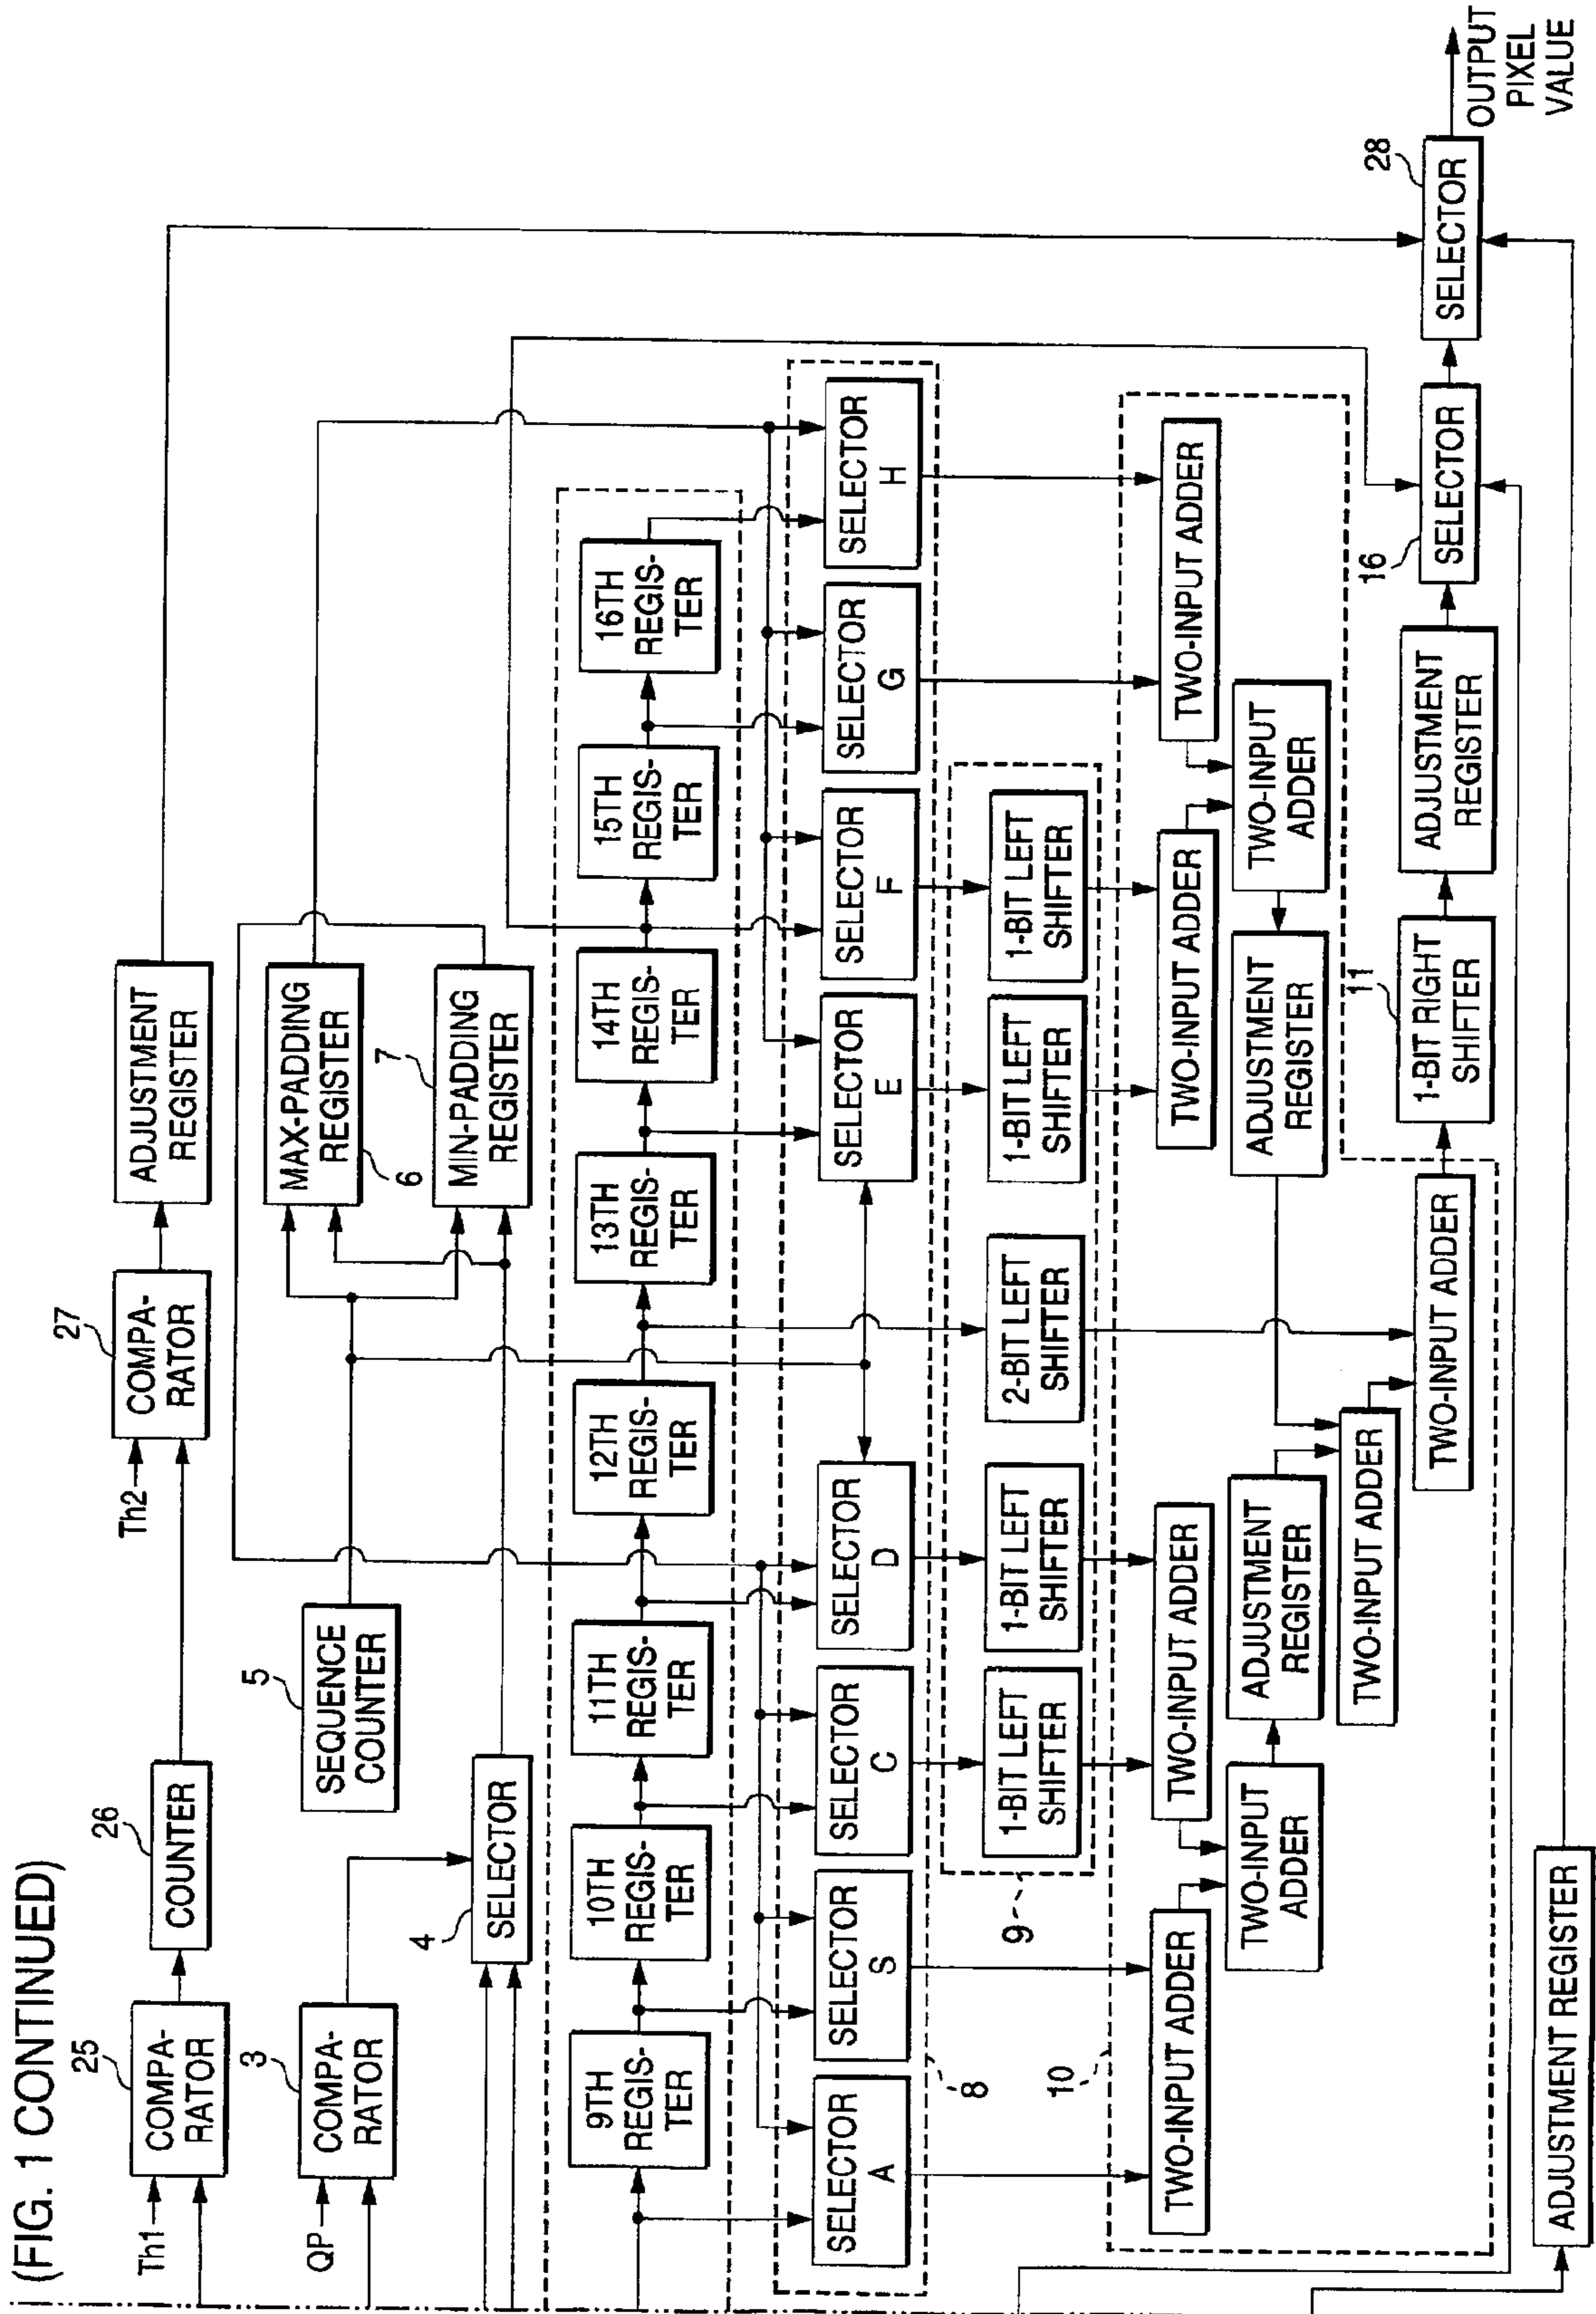 (FIG. 1 CONTINUED)
25
COMPA-
RATOR
Th1
26
COUNTER
27
COMPA-
RATOR
Th2
ADJUSTMENT
REGISTER
3
COMPA-
RATOR
QP
5
SEQUENCE
COUNTER
MAX-PADDING
REGISTER
6
4
SELECTOR
7
MIN-PADDING
REGISTER
9TH
REGIS-
TER
10TH
REGIS-
TER
11TH
REGIS-
TER
12TH
REGIS-
TER
13TH
REGIS-
TER
14TH
REGIS-
TER
15TH
REGIS-
TER
16TH
REGIS-
TER
SELECTOR
A
SELECTOR
S
SELECTOR
C
SELECTOR
D
SELECTOR
E
SELECTOR
F
SELECTOR
G
SELECTOR
H
8
9
1-BIT LEFT
SHIFTER
1-BIT LEFT
SHIFTER
2-BIT LEFT
SHIFTER
1-BIT LEFT
SHIFTER
1-BIT LEFT
SHIFTER
10
TWO-INPUT ADDER
TWO-INPUT ADDER
TWO-INPUT ADDER
TWO-INPUT ADDER
TWO-INPUT
ADDER
ADJUSTMENT
REGISTER
ADJUSTMENT
REGISTER
TWO-INPUT
ADDER
TWO-INPUT ADDER
TWO-INPUT ADDER
11
1-BIT RIGHT
SHIFTER
ADJUSTMENT
REGISTER
16
SELECTOR
28
SELECTOR
OUTPUT
PIXEL
VALUE
ADJUSTMENT REGISTER